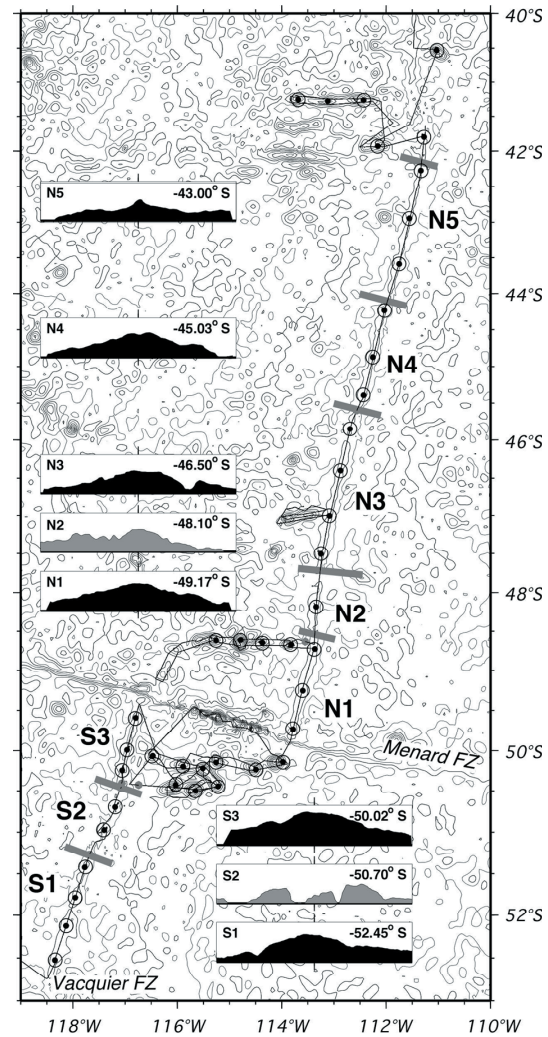 40°S
42°S
N5 -43.00° S
N5
44°S
N4 -45.03° S
N4
46°S
N3 -46.50° S
N3
N2 -48.10° S
48°S
N1 -49.17° S
N2
N1
S3
Menard FZ
50°S
S2
S3 -50.02° S
S1
S2 -50.70° S
52°S
S1 -52.45° S
Vacquier FZ
118°W 116°W 114°W 112°W 110°W